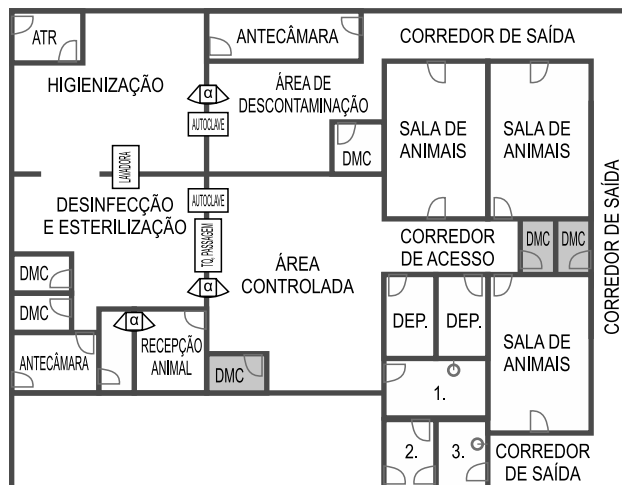 ATR
ANTECÂMARA
CORREDOR DE SAÍDA
HIGIENIZAÇÃO
ÁREA DE
DESCONTAMINAÇÃO
α
AUTOCLAVE
SALA DE
ANIMAIS
SALA DE
ANIMAIS
DMC
LAVADORA
DESINFECÇÃO
E ESTERILIZAÇÃO
AUTOCLAVE
TQ. PASSAGEM
ÁREA
CONTROLADA
CORREDOR
DE ACESSO
DMC
DMC
CORREDOR DE SAÍDA
DMC
DMC
α
α
DEP.
DEP.
SALA DE
ANIMAIS
ANTECÂMARA
RECEPÇÃO
ANIMAL
DMC
1.
2.
3.
CORREDOR
DE SAÍDA